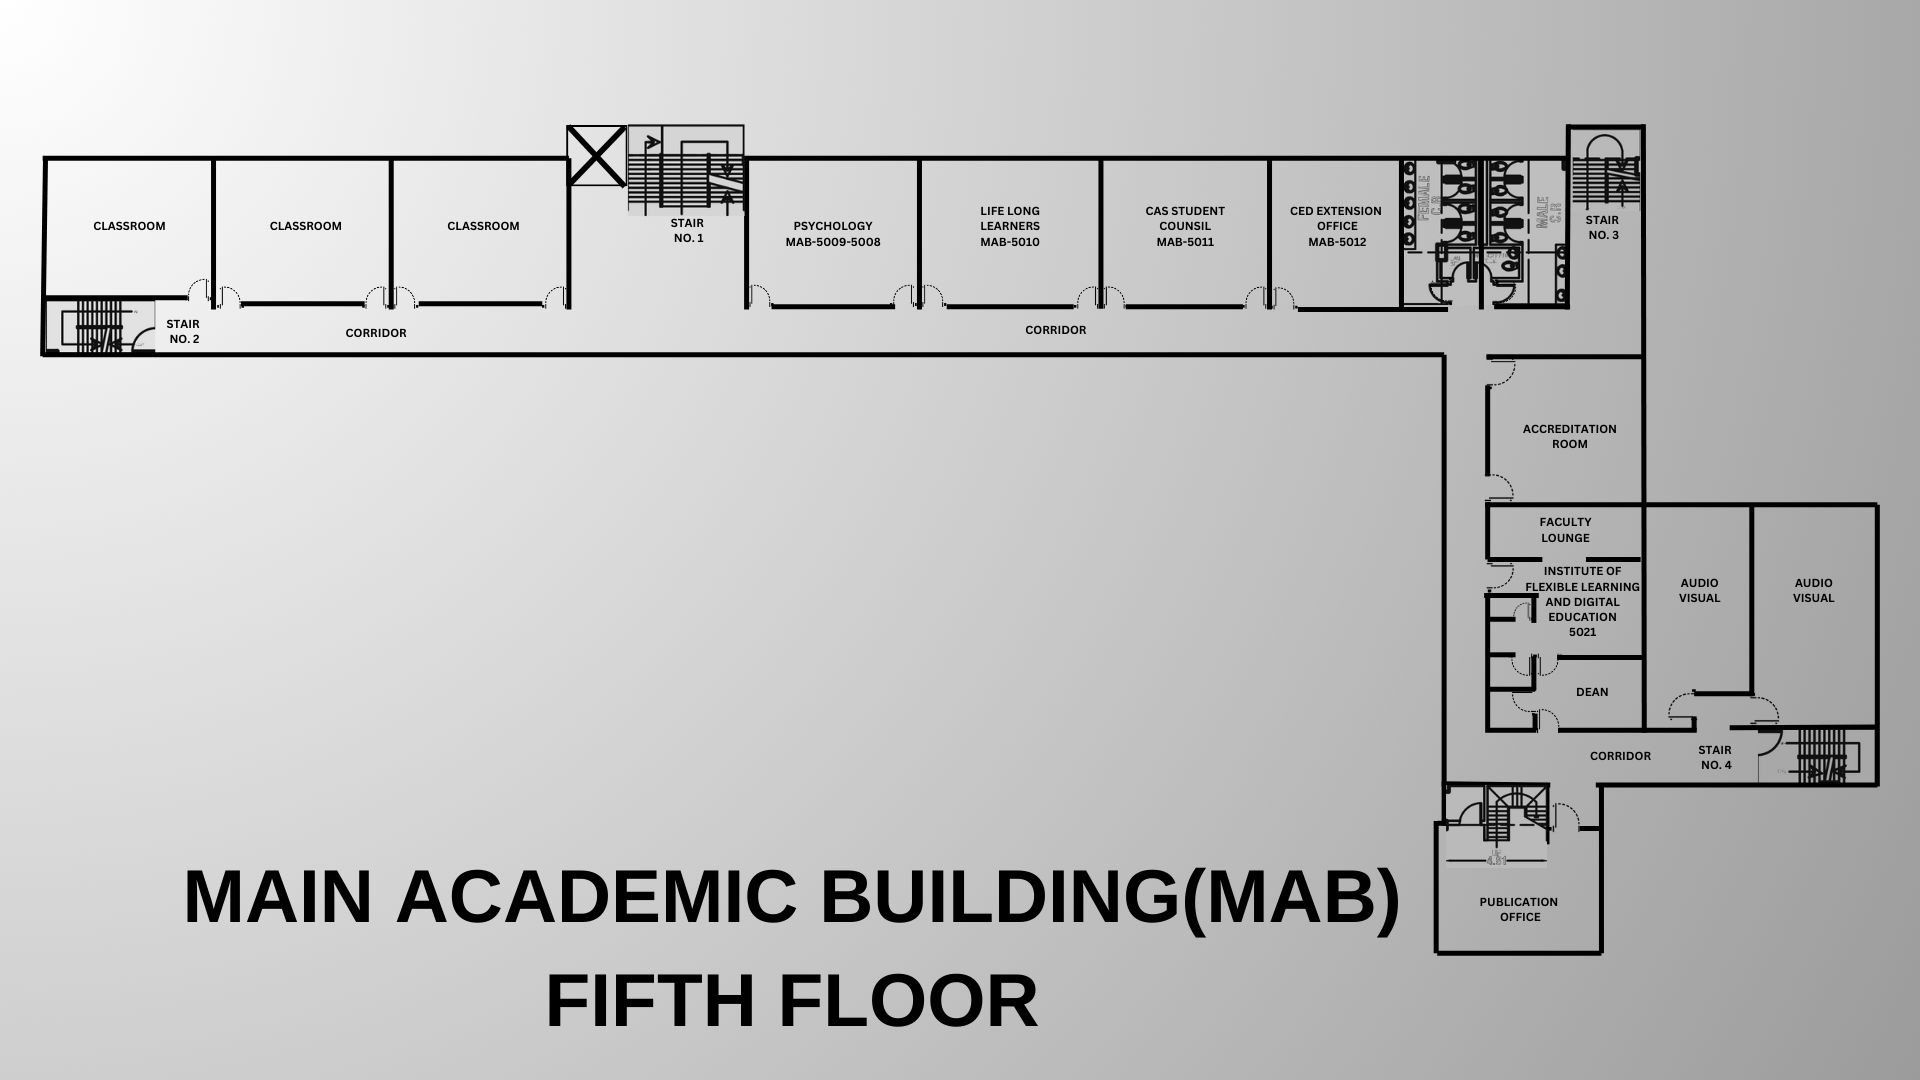 CLASSROOM
CLASSROOM
CLASSROOM
STAIR
NO. 1
PSYCHOLOGY
MAB-5009-5008
LIFE LONG
LEARNERS
MAB-5010
CAS STUDENT
COUNSIL
MAB-5011
CED EXTENSION
OFFICE
MAB-5012
FEMALE
C.R
MALE
C.R
STAIR
NO. 3
STAIR
NO. 2
CORRIDOR
CORRIDOR
ACCREDITATION
ROOM
FACULTY
LOUNGE
INSTITUTE OF
FLEXIBLE LEARNING
AND DIGITAL
EDUCATION
5021
AUDIO
VISUAL
AUDIO
VISUAL
DEAN
CORRIDOR
STAIR
NO. 4
PUBLICATION
OFFICE
MAIN ACADEMIC BUILDING(MAB)
FIFTH FLOOR